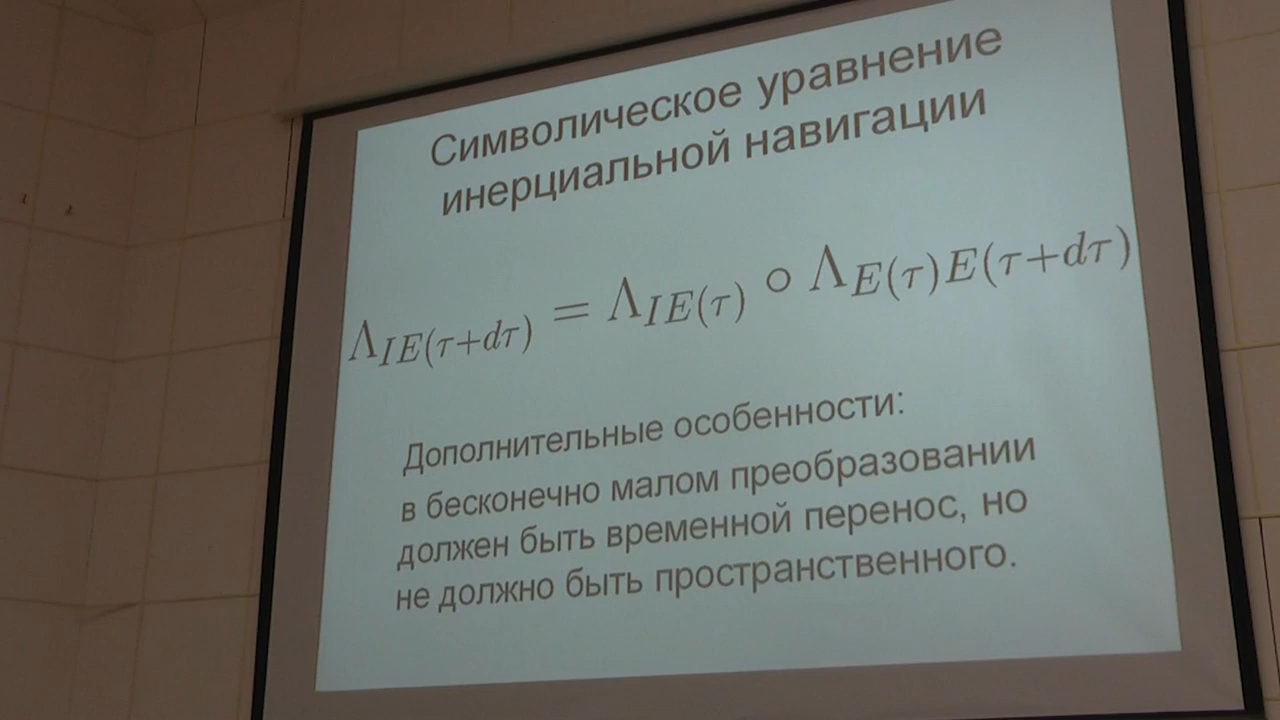 Символическое уравнение
инерциальной навигации
Λ_{IE(τ+dτ)} = Λ_{IE(τ)} ∘ Λ_{E(τ)E(τ+dτ)}
Дополнительные особенности:
в бесконечно малом преобразовании
должен быть временной перенос, но
не должно быть пространственного.